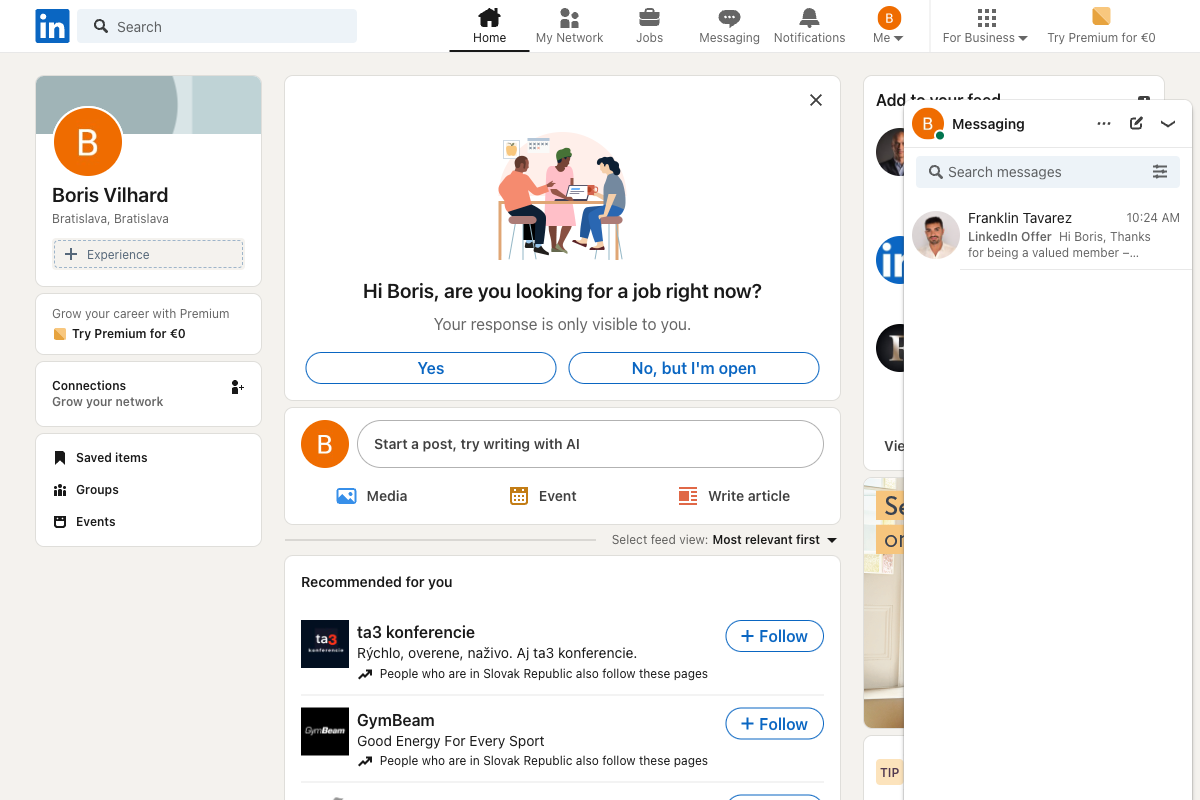 in
Search
Home
My Network
Jobs
Messaging
Notifications
B
Me
For Business
Try Premium for €0
B
Boris Vilhard
Bratislava, Bratislava
Experience
Grow your career with Premium
Try Premium for €0
Connections
Grow your network
Saved items
Groups
Events
Hi Boris, are you looking for a job right now?
Your response is only visible to you.
Yes
No, but I'm open
B
Start a post, try writing with AI
Media
Event
Write article
Select feed view: Most relevant first
Recommended for you
ta3
konferencie
ta3 konferencie
Rýchlo, overene, naživo. Aj ta3 konferencie.
People who are in Slovak Republic also follow these pages
+ Follow
GymBeam
GymBeam
Good Energy For Every Sport
People who are in Slovak Republic also follow these pages
+ Follow
Add to your feed
in
Vie
Se
or
TIP
B
Messaging
Search messages
Franklin Tavarez
10:24 AM
LinkedIn Offer Hi Boris, Thanks
for being a valued member –...